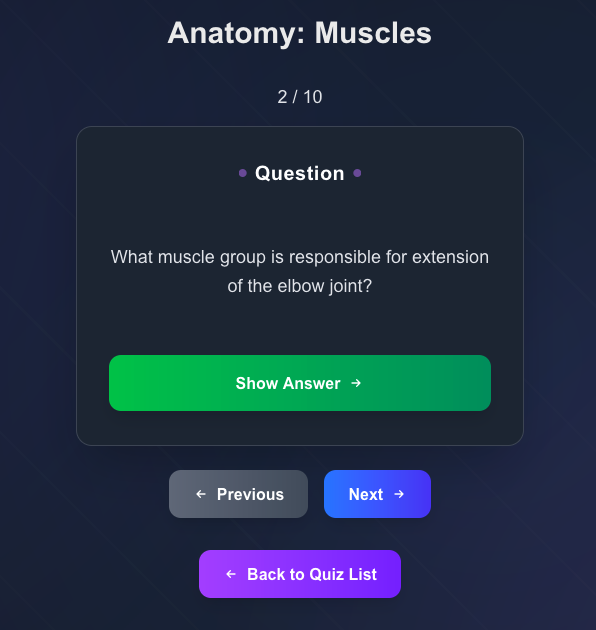 Anatomy: Muscles
2 / 10
Question
What muscle group is responsible for extension
of the elbow joint?
Show Answer →
← Previous
Next →
← Back to Quiz List